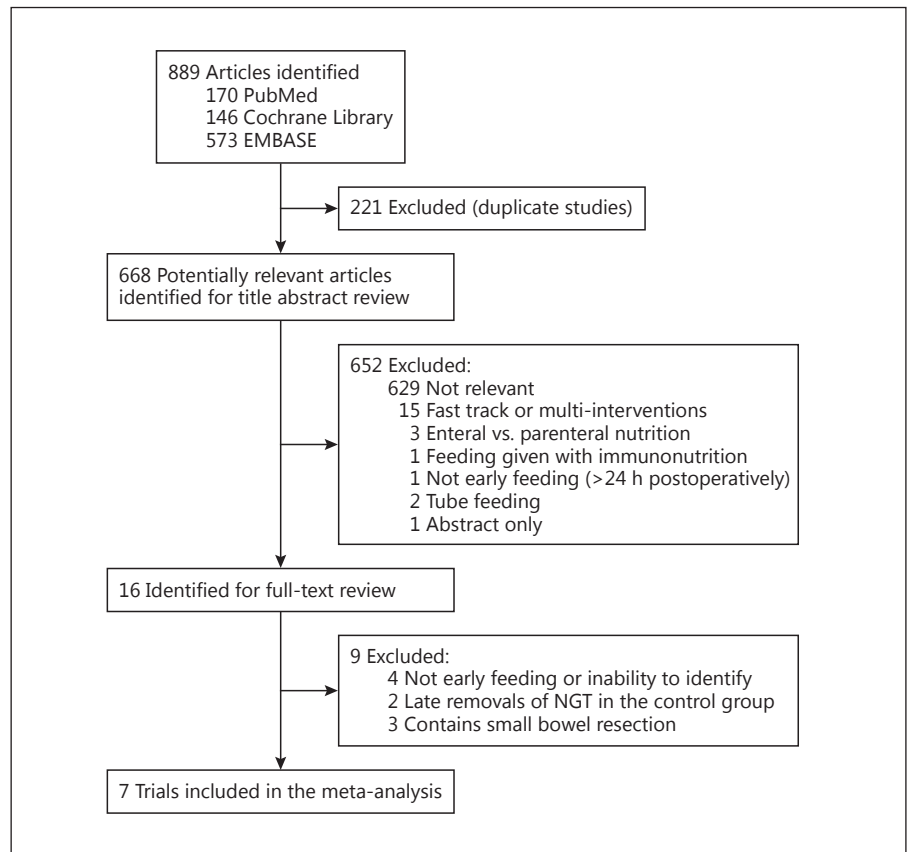 889 Articles identified
170 PubMed
146 Cochrane Library
573 EMBASE
221 Excluded (duplicate studies)
668 Potentially relevant articles
identified for title abstract review
652 Excluded:
629 Not relevant
15 Fast track or multi-interventions
3 Enteral vs. parenteral nutrition
1 Feeding given with immunonutrition
1 Not early feeding (>24 h postoperatively)
2 Tube feeding
1 Abstract only
16 Identified for full-text review
9 Excluded:
4 Not early feeding or inability to identify
2 Late removals of NGT in the control group
3 Contains small bowel resection
7 Trials included in the meta-analysis